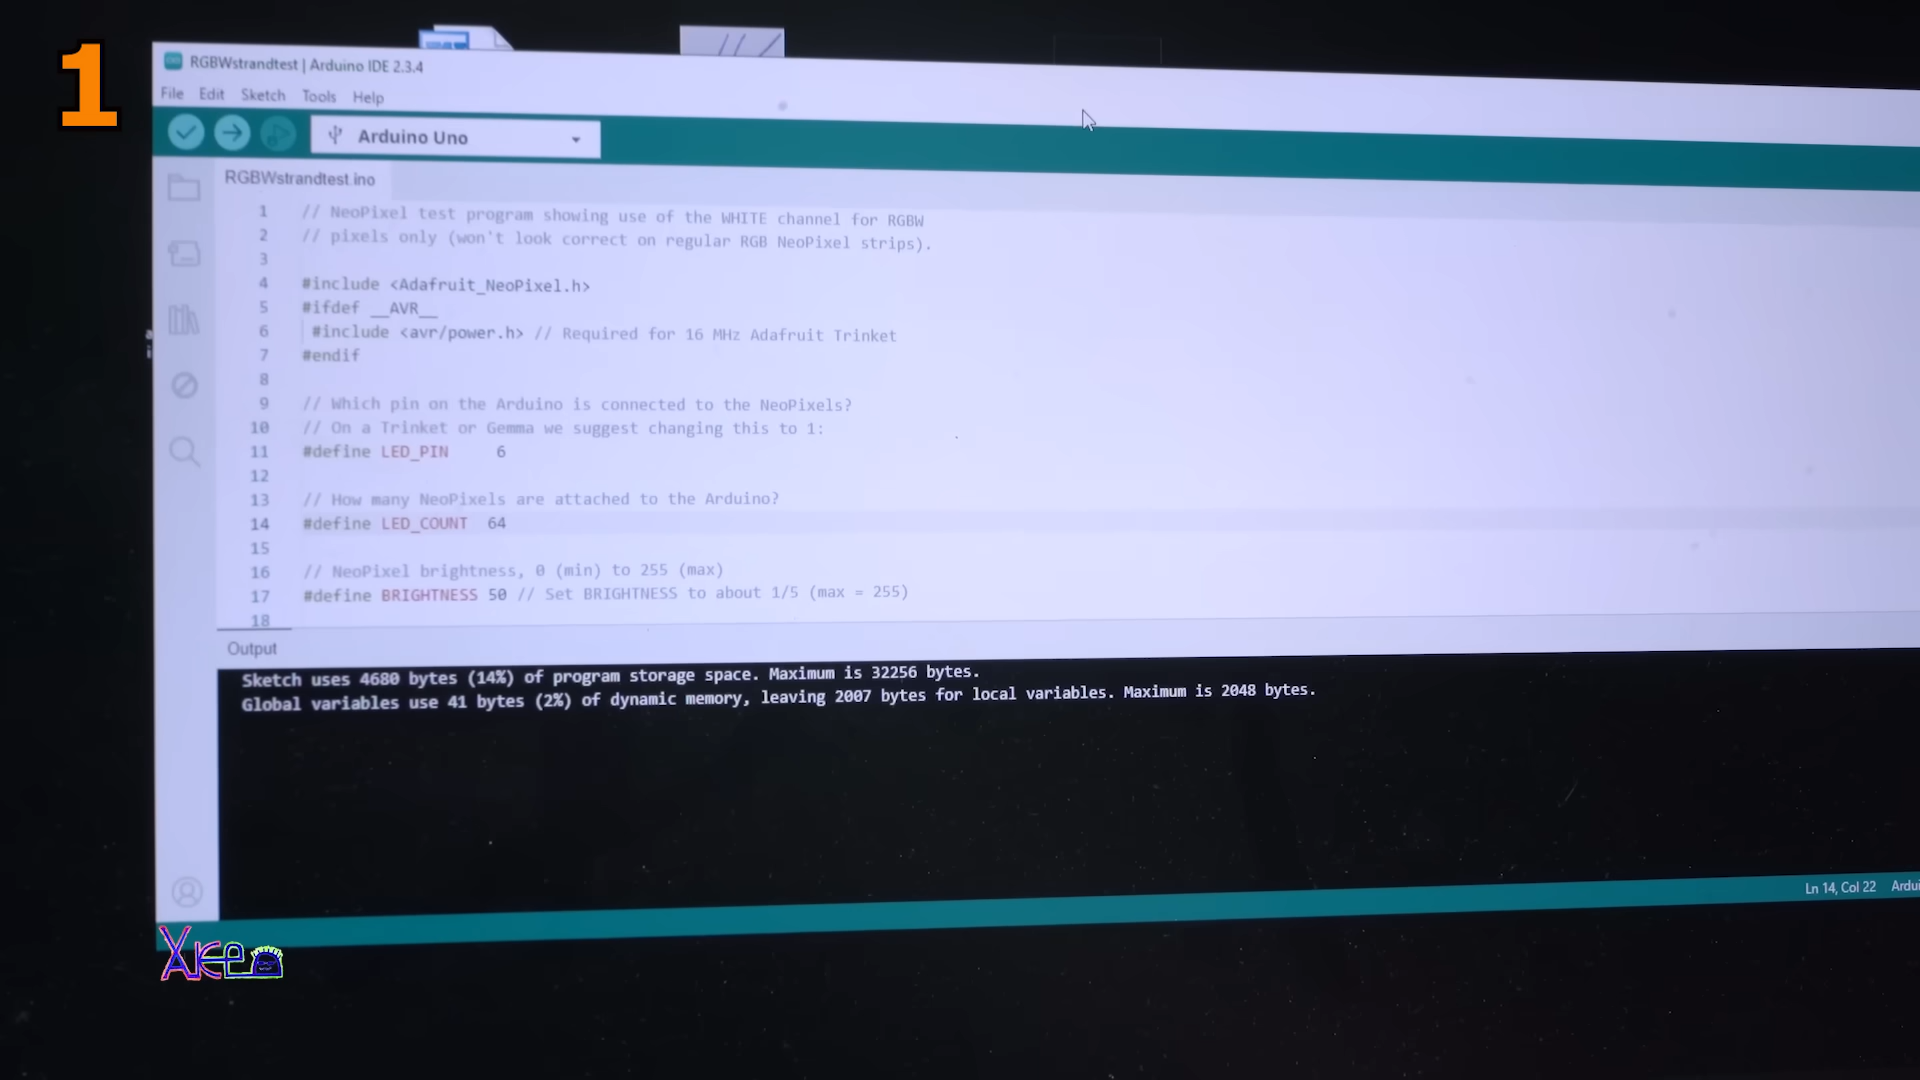 1
RGBWstrandtest | Arduino IDE 2.3.4
File Edit Sketch Tools Help
Arduino Uno
RGBWstrandtest.ino
1 // NeoPixel test program showing use of the WHITE channel for RGBW
2 // pixels only (won't look correct on regular RGB NeoPixel strips).
3
4 #include <Adafruit_NeoPixel.h>
5 #ifdef __AVR__
6 #include <avr/power.h> // Required for 16 MHz Adafruit Trinket
7 #endif
8
9 // Which pin on the Arduino is connected to the NeoPixels?
10 // On a Trinket or Gemma we suggest changing this to 1:
11 #define LED_PIN 6
12
13 // How many NeoPixels are attached to the Arduino?
14 #define LED_COUNT 64
15
16 // NeoPixel brightness, 0 (min) to 255 (max)
17 #define BRIGHTNESS 50 // Set BRIGHTNESS to about 1/5 (max = 255)
18
Output
Sketch uses 4680 bytes (14%) of program storage space. Maximum is 32256 bytes.
Global variables use 41 bytes (2%) of dynamic memory, leaving 2007 bytes for local variables. Maximum is 2048 bytes.
Ln 14, Col 22 Ardui